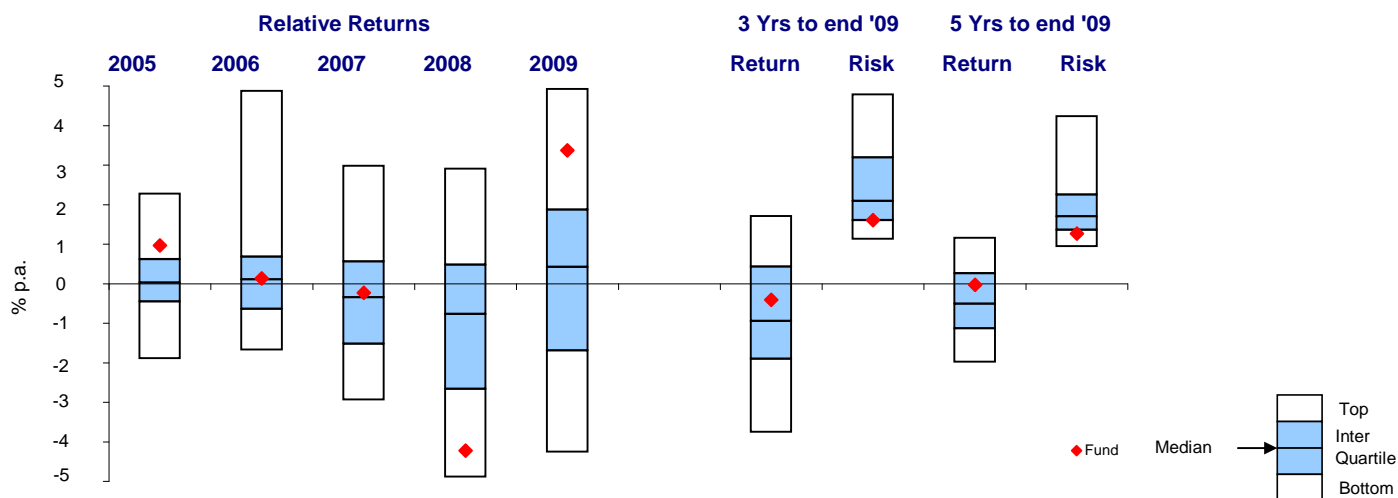 Relative Returns 3 Yrs to end '09 5 Yrs to end '09
2005 2006 2007 2008 2009 Return Risk Return Risk
5
4
3
2
1
0
-1
-2
-3
-4
-5
% p.a.
Fund
Median
Top
Inter
Quartile
Bottom